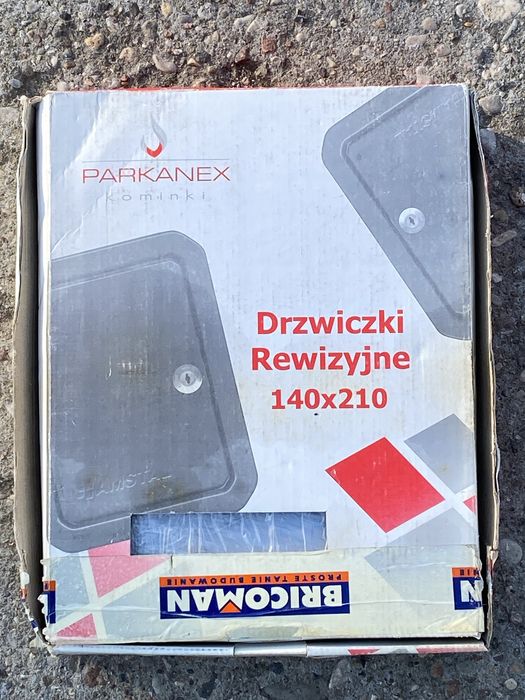 PARKANEX
kominki
Drzwiczki
Rewizyjne
140x210
BRICOMAN
PROSTE TANIE BUDOWANIE